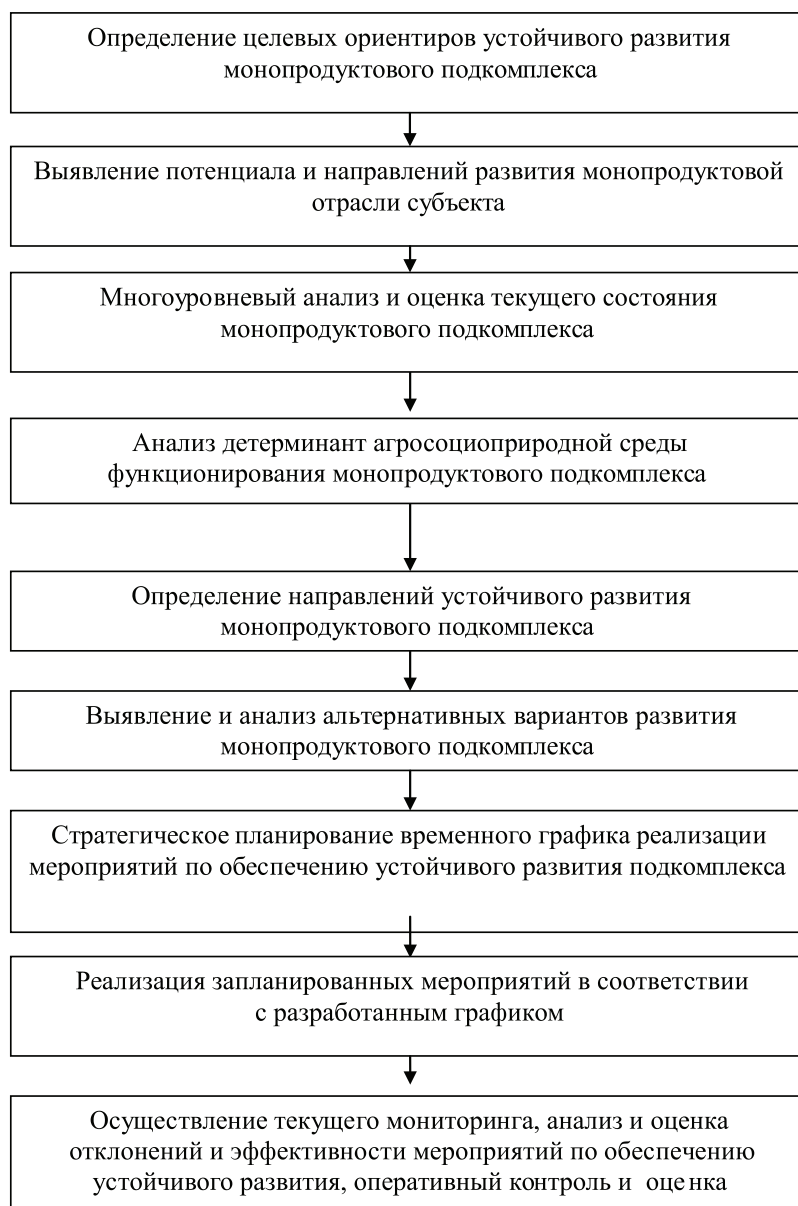 Определение целевых ориентиров устойчивого развития
монопродуктового подкомплекса
Выявление потенциала и направлений развития монопродуктовой
отрасли субъекта
Многоуровневый анализ и оценка текущего состояния
монопродуктового подкомплекса
Анализ детерминант агросоциоприродной среды
функционирования монопродуктового подкомплекса
Определение направлений устойчивого развития
монопродуктового подкомплекса
Выявление и анализ альтернативных вариантов развития
монопродуктового подкомплекса
Стратегическое планирование временного графика реализации
мероприятий по обеспечению устойчивого развития подкомплекса
Реализация запланированных мероприятий в соответствии
с разработанным графиком
Осуществление текущего мониторинга, анализ и оценка
отклонений и эффективности мероприятий по обеспечению
устойчивого развития, оперативный контроль и оценка